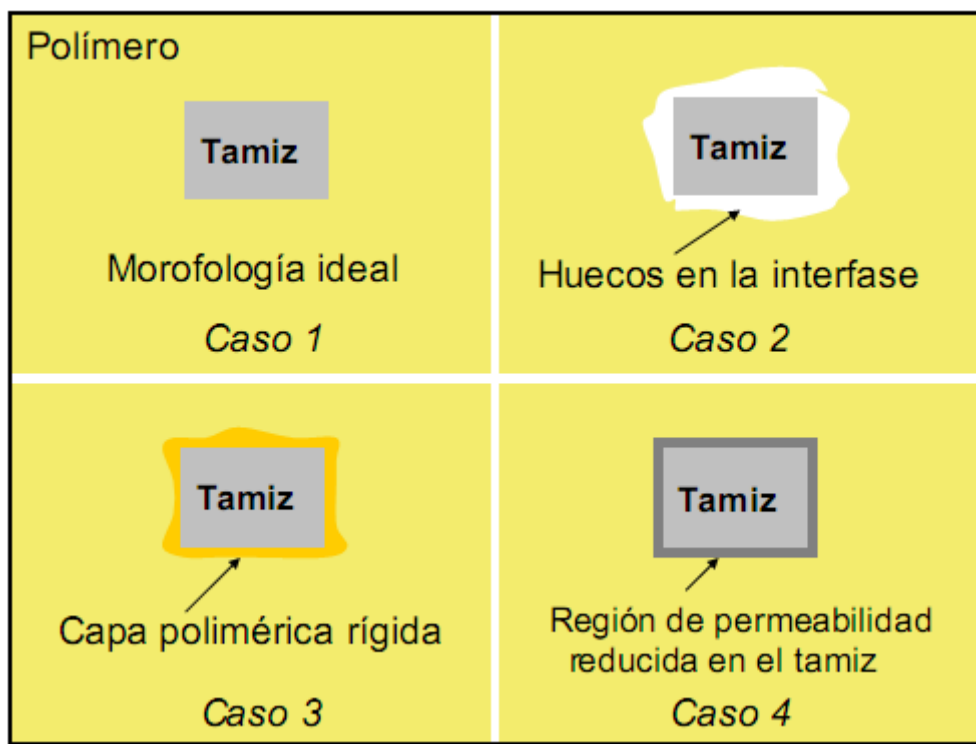 Polímero
Tamiz
Morofología ideal
Caso 1
Tamiz
Huecos en la interfase
Caso 2
Tamiz
Capa polimérica rígida
Caso 3
Tamiz
Región de permeabilidad
reducida en el tamiz
Caso 4